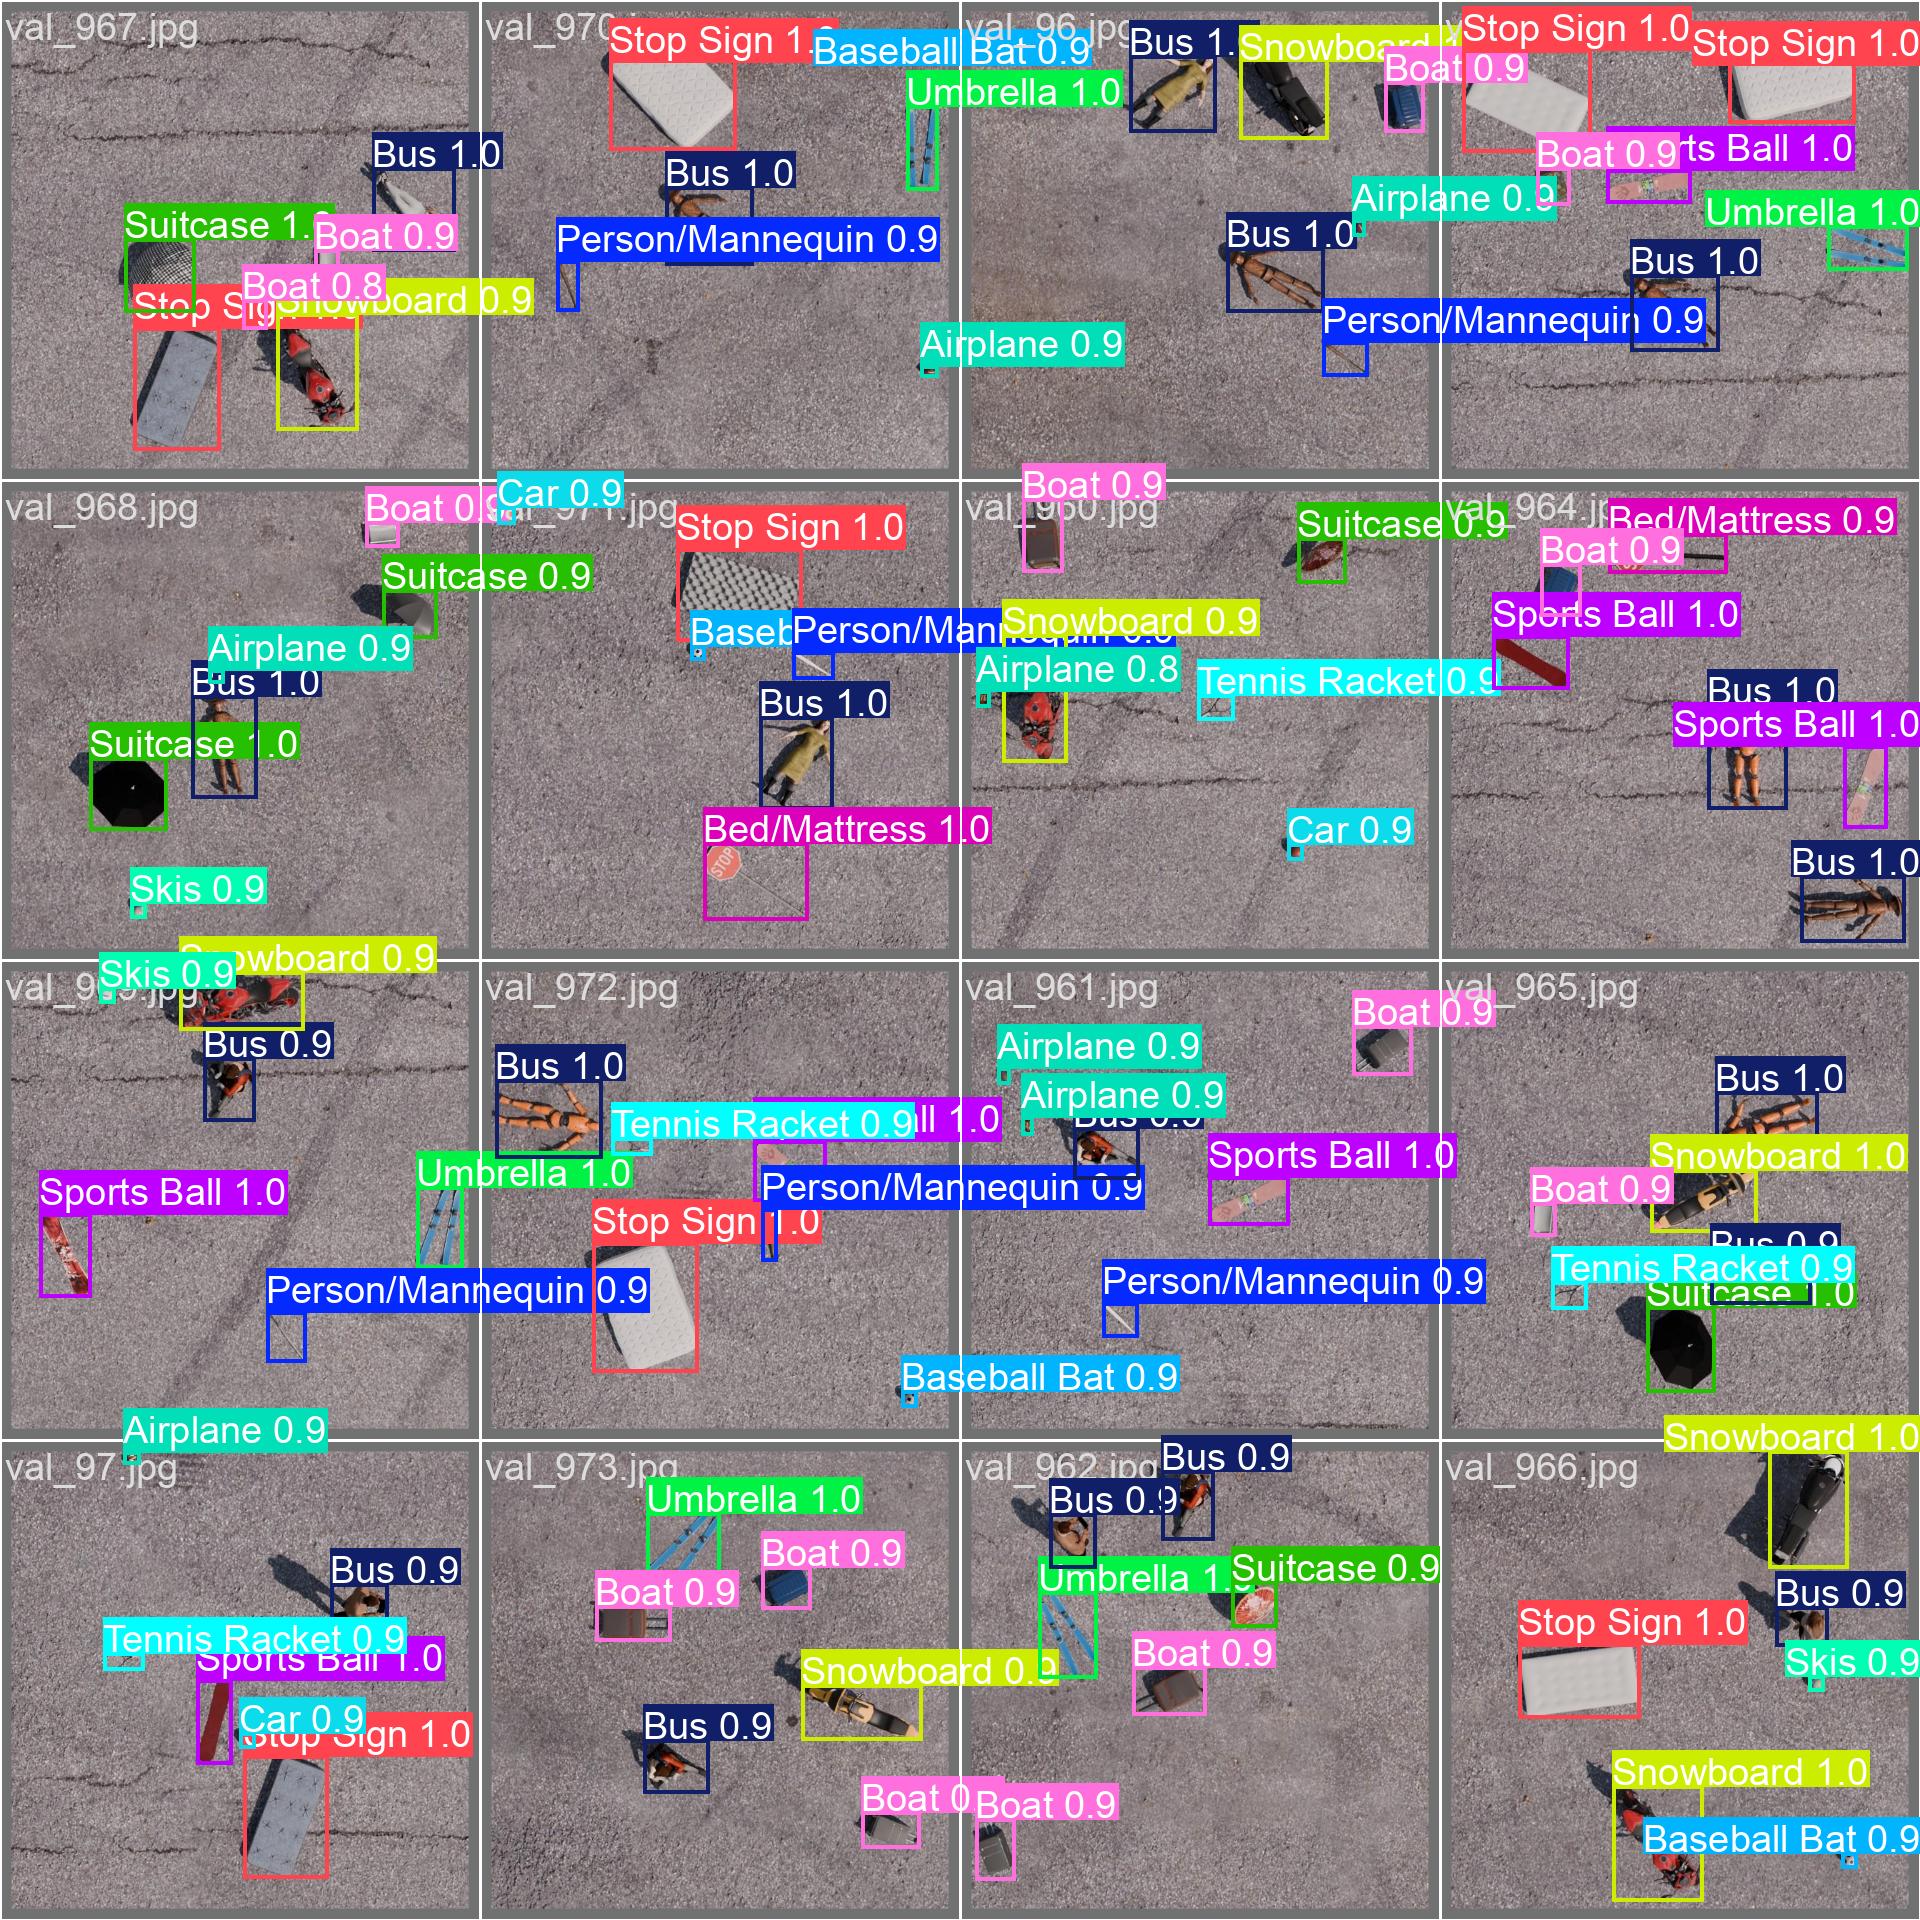 val_967.jpg
Bus 1.0
Suitcase 1.0
Boat 0.9
Boat 0.8
Stop Sign 1.0
Snowboard 0.9
val_970
Stop Sign 1.0
Baseball Bat 0.9
Umbrella 1.0
Bus 1.0
Person/Mannequin 0.9
Airplane 0.9
val_96.jpg
Bus 1.
Snowboard 1
Boat 0.9
Airplane 0.9
Bus 1.0
Person/Mannequin 0.9
Stop Sign 1.0
Stop Sign 1.0
Boat 0.9
rts Ball 1.0
Umbrella 1.0
Bus 1.0
val_968.jpg
Boat 0.9
Suitcase 0.9
Airplane 0.9
Bus 1.0
Suitcase 1.0
Skis 0.9
Car 0.9
.jpg
Stop Sign 1.0
Baseb
Person/Mannequin 0.9
Bus 1.0
Bed/Mattress 1.0
STOP
Boat 0.9
val_960.jpg
Suitcase 0.9
Snowboard 0.9
Airplane 0.8
Tennis Racket 0.9
Car 0.9
val_964.jpg
Bed/Mattress 0.9
Boat 0.9
Sports Ball 1.0
Bus 1.0
Sports Ball 1.0
Bus 1.0
Snowboard 0.9
Skis 0.9
.jpg
Bus 0.9
Sports Ball 1.0
Umbrella 1.0
Person/Mannequin 0.9
val_972.jpg
Bus 1.0
Tennis Racket 0.9
all 1.0
Person/Mannequin 0.9
Stop Sign 1.0
Baseball Bat 0.9
val_961.jpg
Boat 0.9
Airplane 0.9
Airplane 0.9
Bus 0.9
Sports Ball 1.0
Person/Mannequin 0.9
val_965.jpg
Bus 1.0
Snowboard 1.0
Boat 0.9
Bus 0.9
Tennis Racket 0.9
Suitcase 1.0
Airplane 0.9
val_97.jpg
Bus 0.9
Tennis Racket 0.9
Sports Ball 1.0
Car 0.9
Stop Sign 1.0
val_973.jpg
Umbrella 1.0
Boat 0.9
Boat 0.9
Snowboard 0.9
Bus 0.9
Boat 0.
val_962.jpg
Bus 0.9
Bus 0.9
Umbrella 1.0
Suitcase 0.9
Boat 0.9
Boat 0.9
Snowboard 1.0
val_966.jpg
Bus 0.9
Stop Sign 1.0
Skis 0.9
Snowboard 1.0
Baseball Bat 0.9